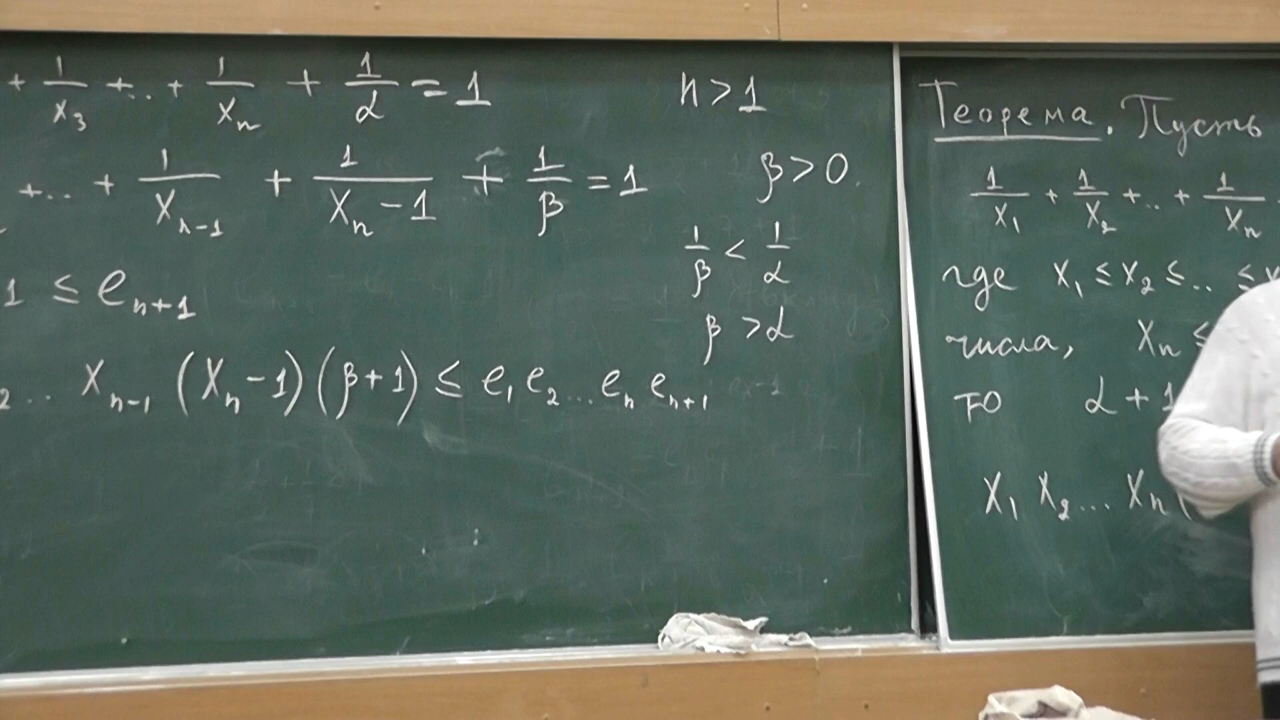 + 1/x₃ + .. + 1/xₙ + 1/α = 1    n > 1
+ .. + 1/xₙ₋₁ + 1/(xₙ − 1) + 1/β = 1    β > 0.
1/β < 1/α
1 ≤ eₙ₊₁
β > α
₂ .. xₙ₋₁ (xₙ − 1)(β + 1) ≤ e₁ e₂ ... eₙ eₙ₊₁
Теорема. Пусть
1/x₁ + 1/x₂ + .. + 1/xₙ
где x₁ ≤ x₂ ≤ .. ≤ x
числа, xₙ ≤
то α + 1
x₁ x₂ ... xₙ (